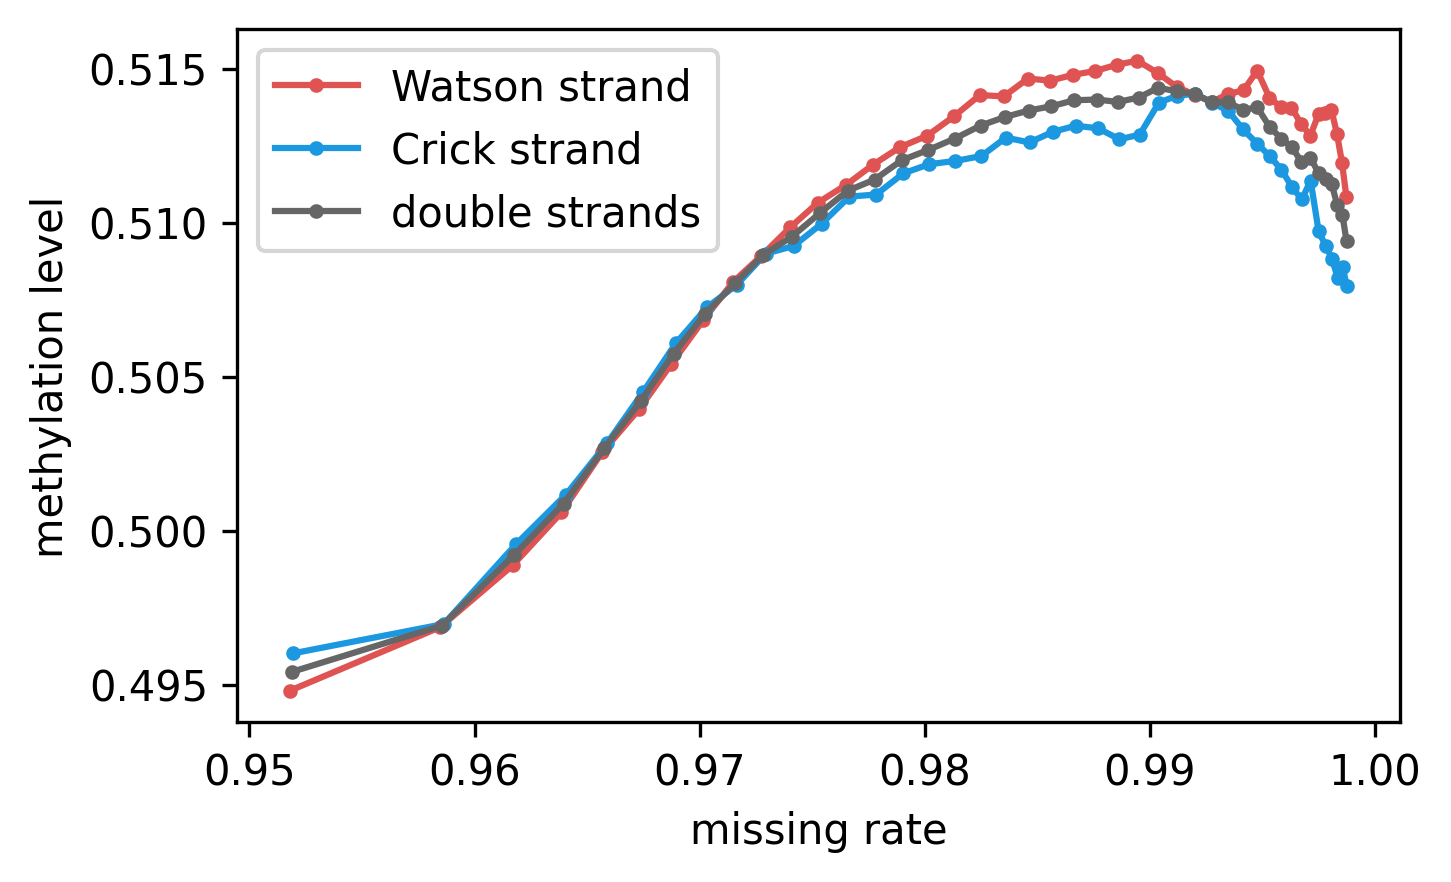 Watson strand
Crick strand
double strands
0.515
0.510
0.505
0.500
0.495
methylation level
0.95 0.96 0.97 0.98 0.99 1.00
missing rate